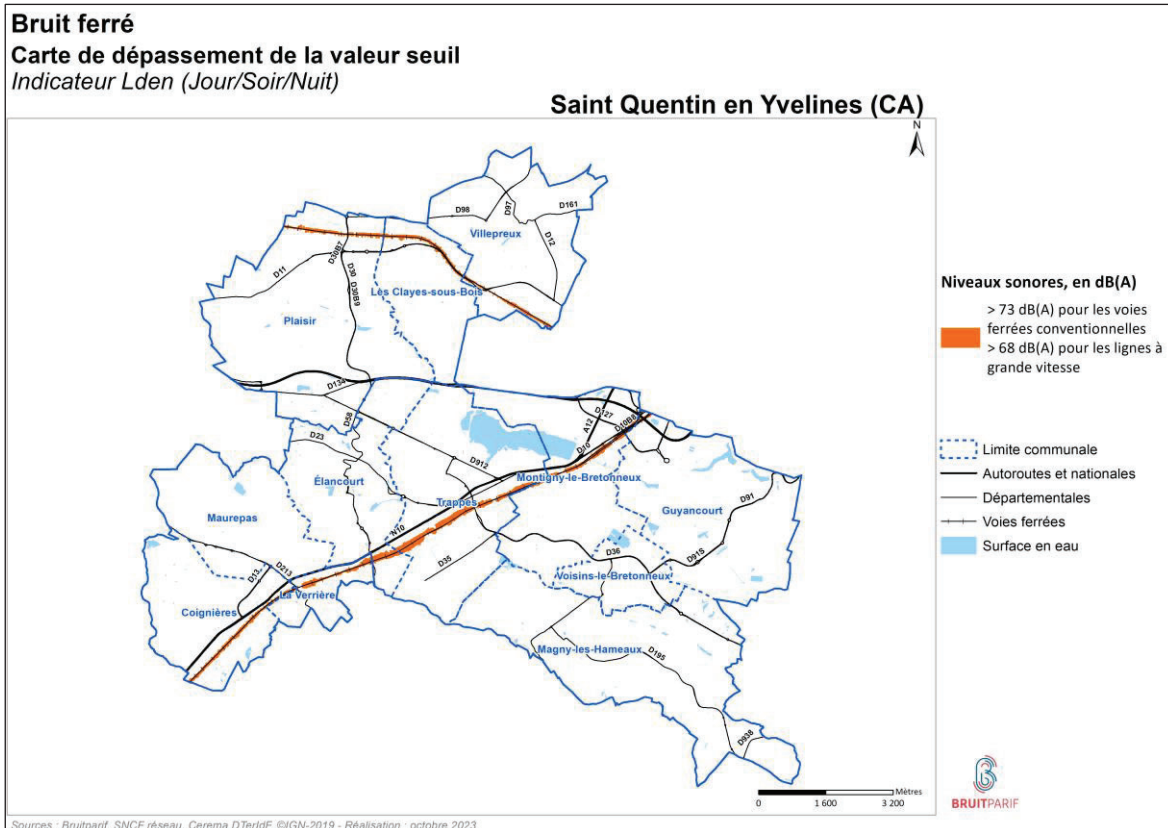 Bruit ferré
Carte de dépassement de la valeur seuil
Indicateur Lden (Jour/Soir/Nuit)
Saint Quentin en Yvelines (CA)
N
D98
D97
D161
Villepreux
D12
D30B7
D11
D30
D30B9
Les Clayes-sous-Bois
Plaisir
D134
D58
D127
A12
D10B8
D10
D23
D912
Élancourt
Montigny-le-Bretonneux
Trappes
D91
Maurepas
Guyancourt
N10
D36
D915
D35
D213
D13
Voisins-le-Bretonneux
La Verrière
Coignières
Magny-les-Hameaux
D195
D938
Niveaux sonores, en dB(A)
> 73 dB(A) pour les voies
ferrées conventionnelles
> 68 dB(A) pour les lignes à
grande vitesse
Limite communale
Autoroutes et nationales
Départementales
Voies ferrées
Surface en eau
Mètres
0 1 600 3 200
BRUITPARIF
Sources : Bruitparif, SNCF réseau, Cerema DTerIdF, ©IGN-2019 - Réalisation : octobre 2023